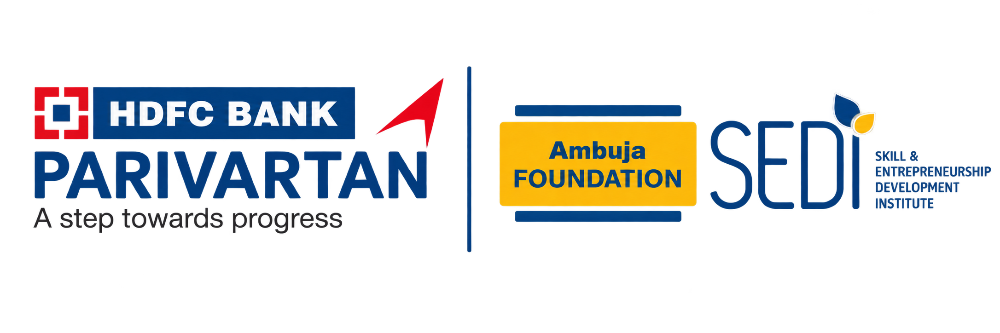 HDFC BANK
PARIVARTAN
A step towards progress
Ambuja
FOUNDATION
SEDI
SKILL &
ENTREPRENEURSHIP
DEVELOPMENT
INSTITUTE